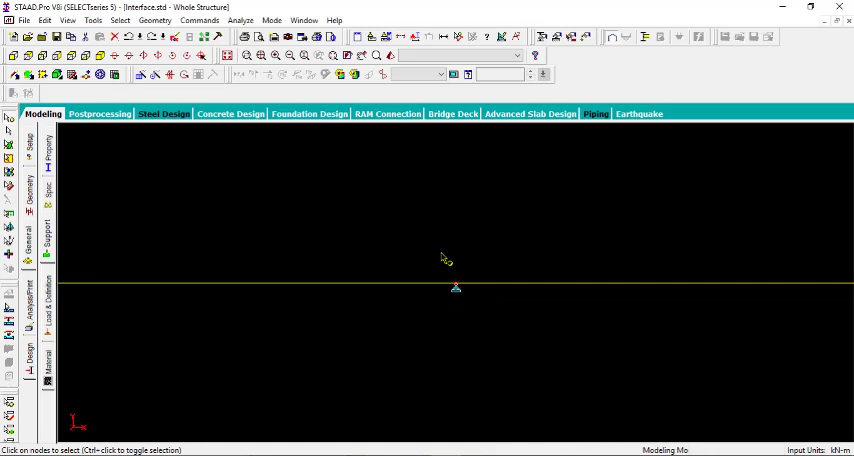 STAAD.Pro V8i (SELECTseries 5) - [Interface.std - Whole Structure]
File Edit View Tools Select Geometry Commands Analyze Mode Window Help
Modeling Postprocessing Steel Design Concrete Design Foundation Design RAM Connection Bridge Deck Advanced Slab Design Piping Earthquake
Setup
Geometry
General
Analysis/Print
Design
Property
Spec
Support
Load & Definition
Material
Y
X
Click on nodes to select (Ctrl+click to toggle selection) Modeling Mo Input Units: kN-m